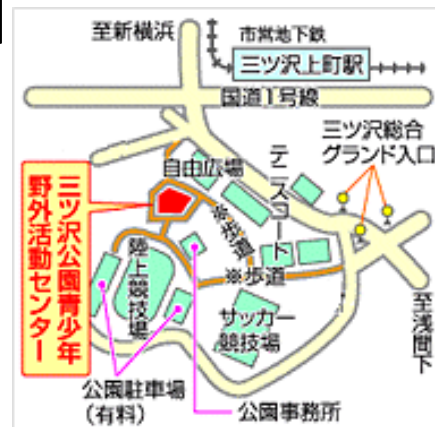 至新横浜
市営地下鉄
三ツ沢上町駅
国道1号線
三ツ沢総合
グランド入口
自由広場
テニスコート
三ツ沢公園青少年
野外活動センター
※歩道
陸上競技場
※歩道
サッカー
競技場
至浅間下
公園駐車場
(有料)
公園事務所